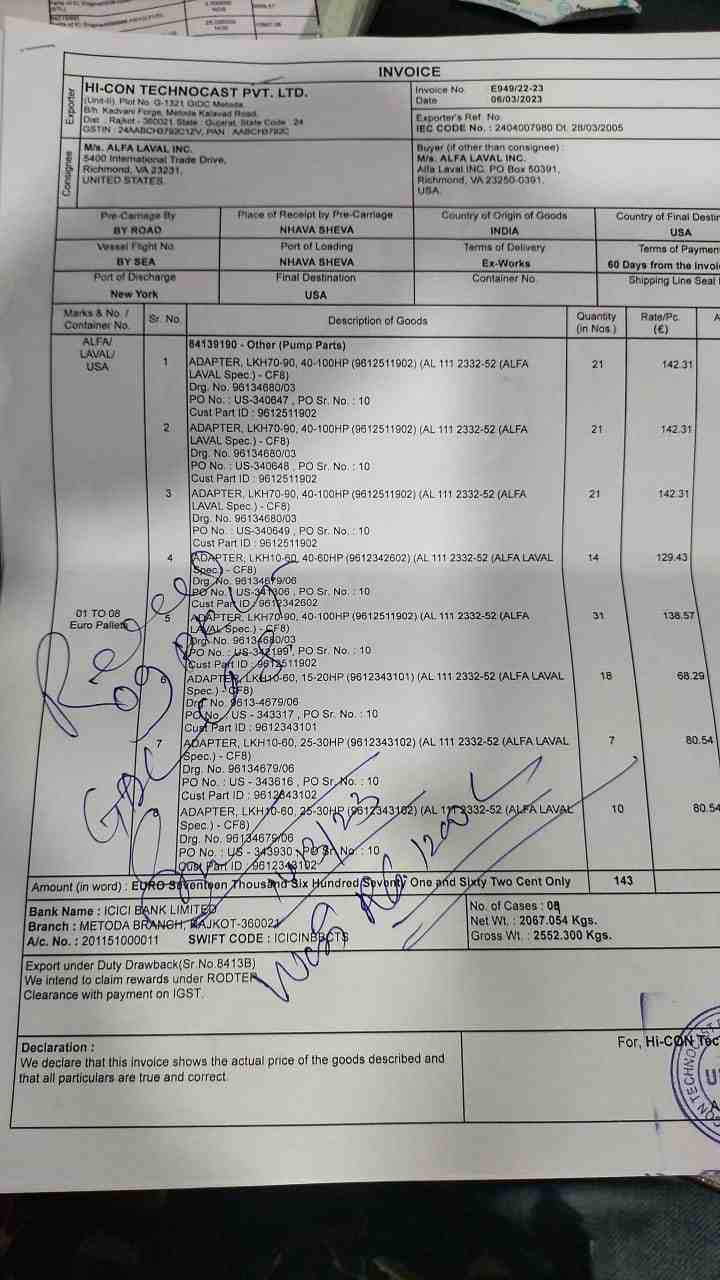 INVOICE
Exporter
HI-CON TECHNOCAST PVT. LTD.
(Unit-II), Plot No. G-1321 GIDC Metoda
B/h. Kadvani Forge, Metoda Kalavad Road,
Dist : Rajkot - 360021 State : Gujarat, State Code : 24
GSTIN : 24AABCH3792C1ZV, PAN : AABCH3792C
Invoice No. E949/22-23
Date 06/03/2023
Exporter's Ref. No.
IEC CODE No. : 2404007980 Dt. 28/03/2005
Consignee
M/s. ALFA LAVAL INC.
5400 International Trade Drive,
Richmond, VA 23231,
UNITED STATES.
Buyer (if other than consignee) :
M/s. ALFA LAVAL INC.
Alfa Laval INC. PO Box 50391,
Richmond, VA 23250-0391.
USA.
Pre-Carriage By Place of Receipt by Pre-Carriage Country of Origin of Goods Country of Final Destin
BY ROAD NHAVA SHEVA INDIA USA
Vessel Flight No. Port of Loading Terms of Delivery Terms of Paymen
BY SEA NHAVA SHEVA Ex-Works 60 Days from the Invoi
Port of Discharge Final Destination Container No. Shipping Line Seal
New York USA
Marks & No. / Container No. Sr. No. Description of Goods Quantity (in Nos.) Rate/Pc. (€) A
ALFA/
LAVAL/
USA
84139190 - Other (Pump Parts)
1 ADAPTER, LKH70-90, 40-100HP (9612511902) (AL 111 2332-52 (ALFA 21 142.31
LAVAL Spec.) - CF8)
Drg. No. 96134680/03
PO No. : US-340647 , PO Sr. No. : 10
Cust Part ID : 9612511902
2 ADAPTER, LKH70-90, 40-100HP (9612511902) (AL 111 2332-52 (ALFA 21 142.31
LAVAL Spec.) - CF8)
Drg. No. 96134680/03
PO No. : US-340648 , PO Sr. No. : 10
Cust Part ID : 9612511902
3 ADAPTER, LKH70-90, 40-100HP (9612511902) (AL 111 2332-52 (ALFA 21 142.31
LAVAL Spec.) - CF8)
Drg. No. 96134680/03
PO No. : US-340649 , PO Sr. No. : 10
Cust Part ID : 9612511902
4 ADAPTER, LKH10-60, 40-60HP (9612342602) (AL 111 2332-52 (ALFA LAVAL 14 129.43
Spec.) - CF8)
Drg. No. 96134679/06
PO No. : US-341306 , PO Sr. No. : 10
Cust Part ID : 9612342602
01 TO 08
Euro Pallets
5 ADAPTER, LKH70-90, 40-100HP (9612511902) (AL 111 2332-52 (ALFA 31 138.57
LAVAL Spec.) - CF8)
Drg. No. 96134680/03
PO No. : US-342189 , PO Sr. No. : 10
Cust Part ID : 9612511902
6 ADAPTER, LKH10-60, 15-20HP (9612343101) (AL 111 2332-52 (ALFA LAVAL 18 68.29
Spec.) - CF8)
Drg. No. 9613-4679/06
PO No. : US - 343317 , PO Sr. No. : 10
Cust Part ID : 9612343101
7 ADAPTER, LKH10-60, 25-30HP (9612343102) (AL 111 2332-52 (ALFA LAVAL 7 80.54
Spec.) - CF8)
Drg. No. 96134679/06
PO No. : US - 343616 , PO Sr. No. : 10
Cust Part ID : 9612343102
8 ADAPTER, LKH10-60, 25-30HP (9612343102) (AL 111 2332-52 (ALFA LAVAL 10 80.54
Spec.) - CF8)
Drg. No. 96134679/06
PO No. : US - 343930 , PO Sr. No. : 10
Cust Part ID : 9612343102
Amount (in word) : EURO Seventeen Thousand Six Hundred Seventy One and Sixty Two Cent Only 143
Bank Name : ICICI BANK LIMITED
Branch : METODA BRANCH, RAJKOT-360021
A/c. No. : 201151000011 SWIFT CODE : ICICINBBCTS
No. of Cases : 08
Net Wt. : 2067.054 Kgs.
Gross Wt. : 2552.300 Kgs.
Export under Duty Drawback(Sr.No.8413B)
We intend to claim rewards under RODTEP
Clearance with payment on IGST.
Declaration :
We declare that this invoice shows the actual price of the goods described and
that all particulars are true and correct.
For, Hi-CON Tec